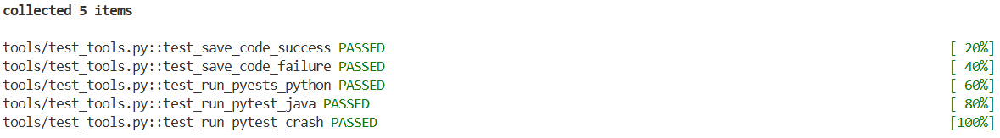 collected 5 items
tools/test_tools.py::test_save_code_success PASSED [ 20%]
tools/test_tools.py::test_save_code_failure PASSED [ 40%]
tools/test_tools.py::test_run_pyests_python PASSED [ 60%]
tools/test_tools.py::test_run_pytest_java PASSED [ 80%]
tools/test_tools.py::test_run_pytest_crash PASSED [100%]